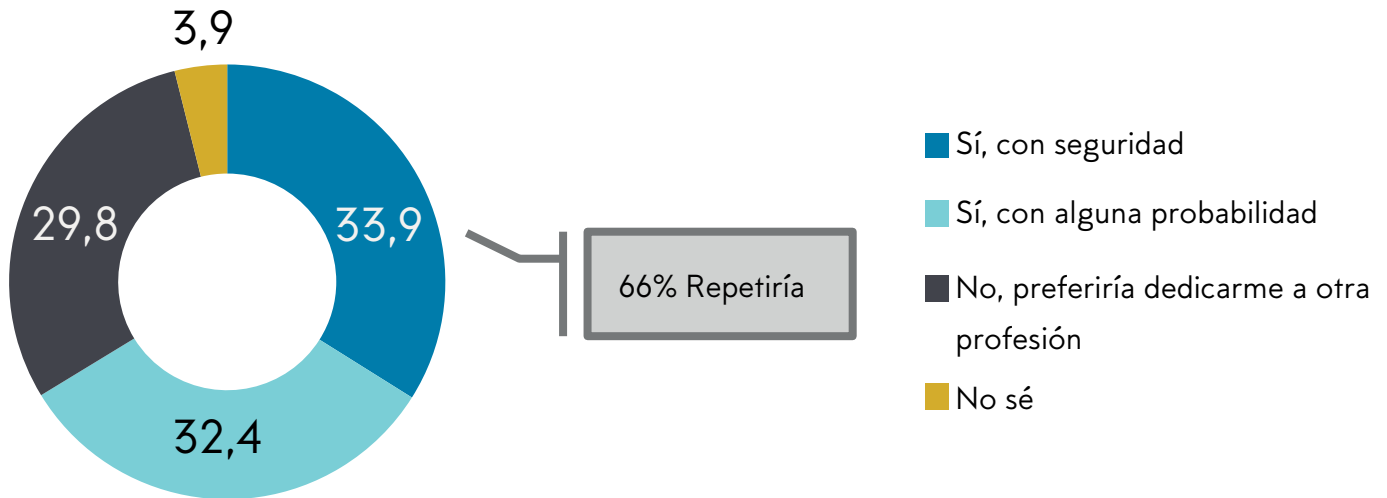 3,9
29,8
33,9
32,4
66% Repetiría
Sí, con seguridad
Sí, con alguna probabilidad
No, preferiría dedicarme a otra
profesión
No sé